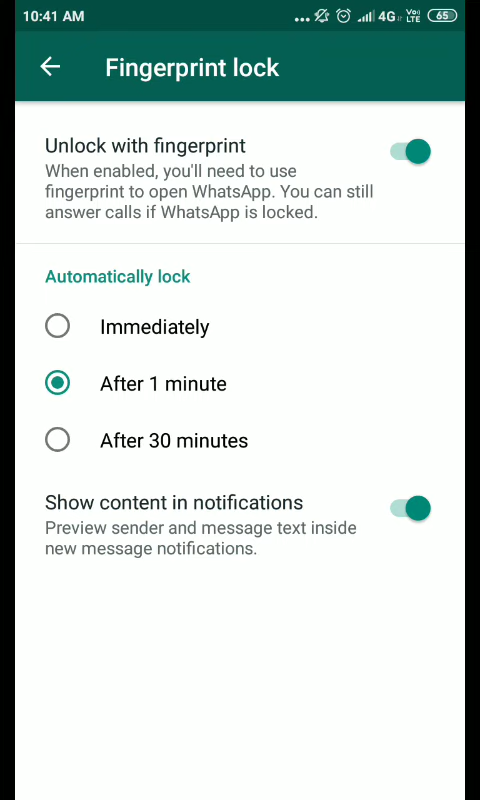 10:41 AM
4G
Vo))
LTE
65
Fingerprint lock
Unlock with fingerprint
When enabled, you'll need to use
fingerprint to open WhatsApp. You can still
answer calls if WhatsApp is locked.
Automatically lock
Immediately
After 1 minute
After 30 minutes
Show content in notifications
Preview sender and message text inside
new message notifications.